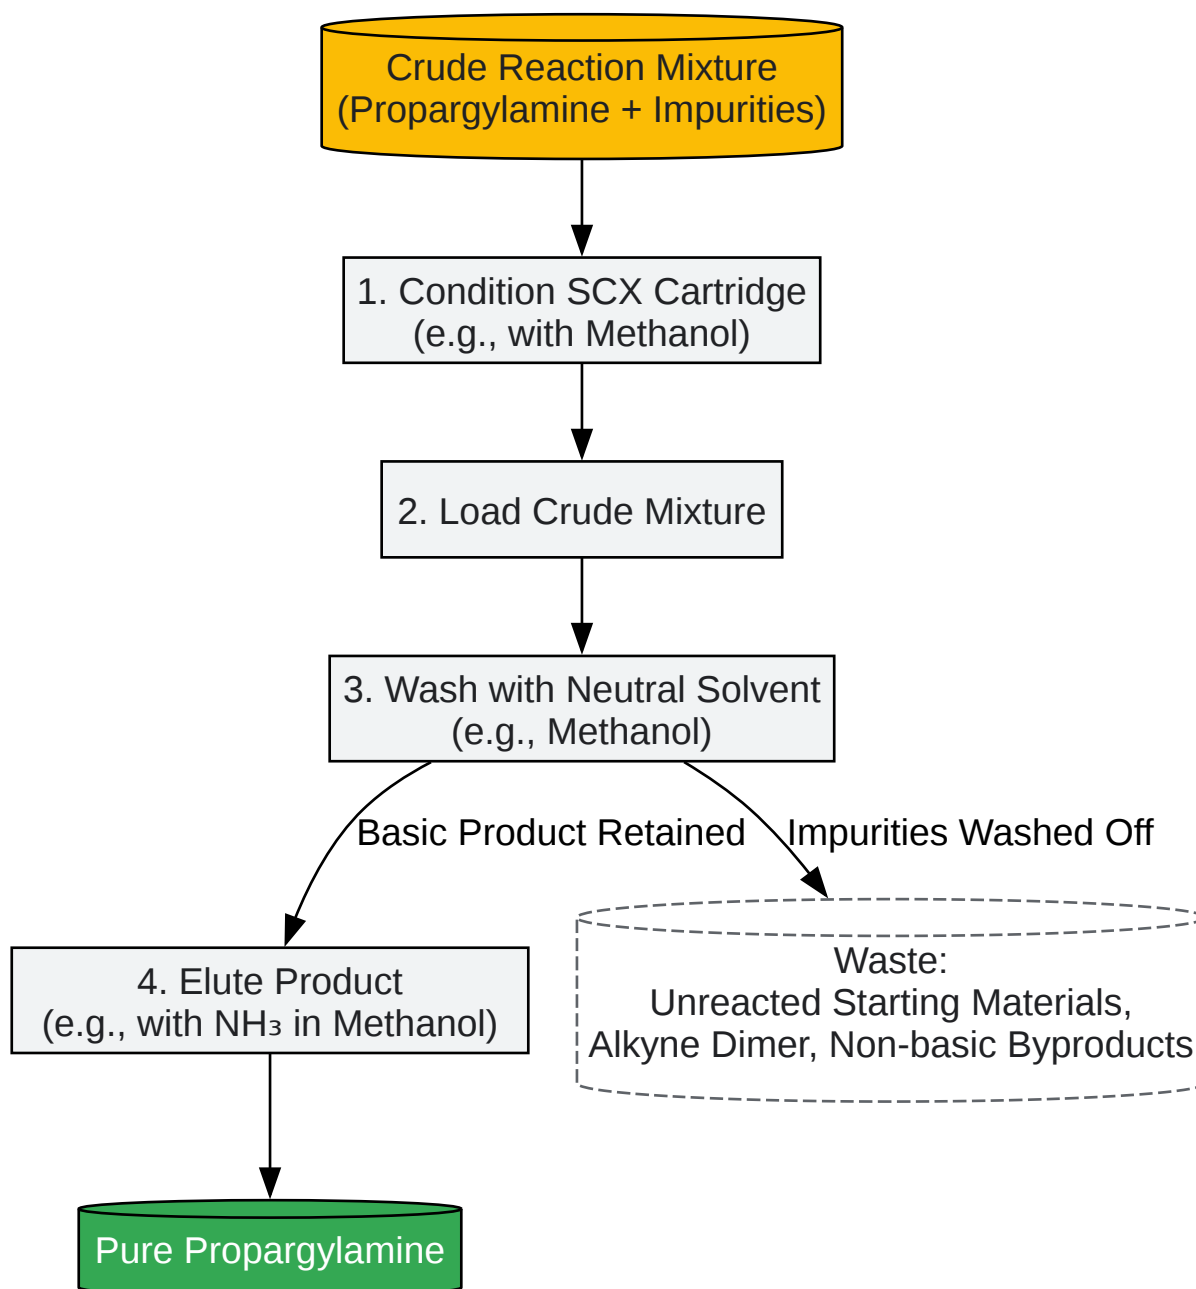 Crude Reaction Mixture
(Propargylamine + Impurities)
1. Condition SCX Cartridge
(e.g., with Methanol)
2. Load Crude Mixture
3. Wash with Neutral Solvent
(e.g., Methanol)
Basic Product Retained
Impurities Washed Off
Waste:
Unreacted Starting Materials,
Alkyne Dimer, Non-basic Byproducts
4. Elute Product
(e.g., with NH₃ in Methanol)
Pure Propargylamine